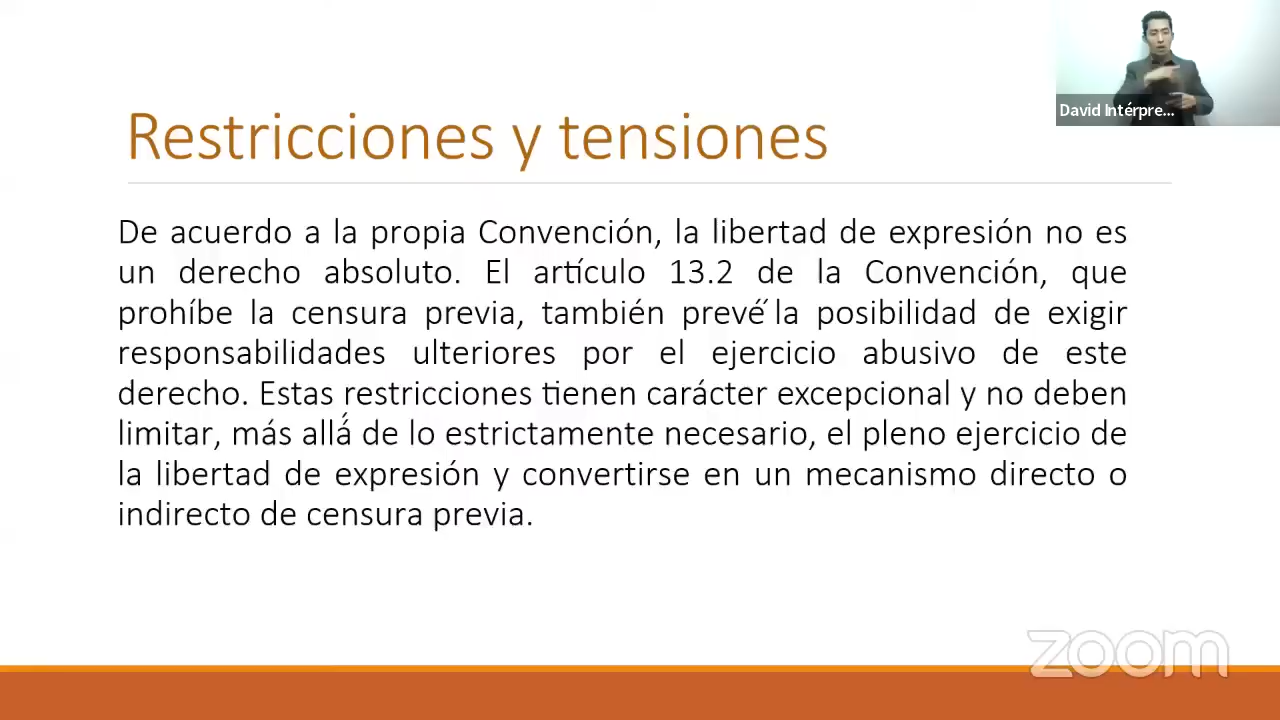 David Intérpre...
Restricciones y tensiones
De acuerdo a la propia Convención, la libertad de expresión no es
un derecho absoluto. El artículo 13.2 de la Convención, que
prohíbe la censura previa, también prevé́ la posibilidad de exigir
responsabilidades ulteriores por el ejercicio abusivo de este
derecho. Estas restricciones tienen carácter excepcional y no deben
limitar, más allá́ de lo estrictamente necesario, el pleno ejercicio de
la libertad de expresión y convertirse en un mecanismo directo o
indirecto de censura previa.
zoom